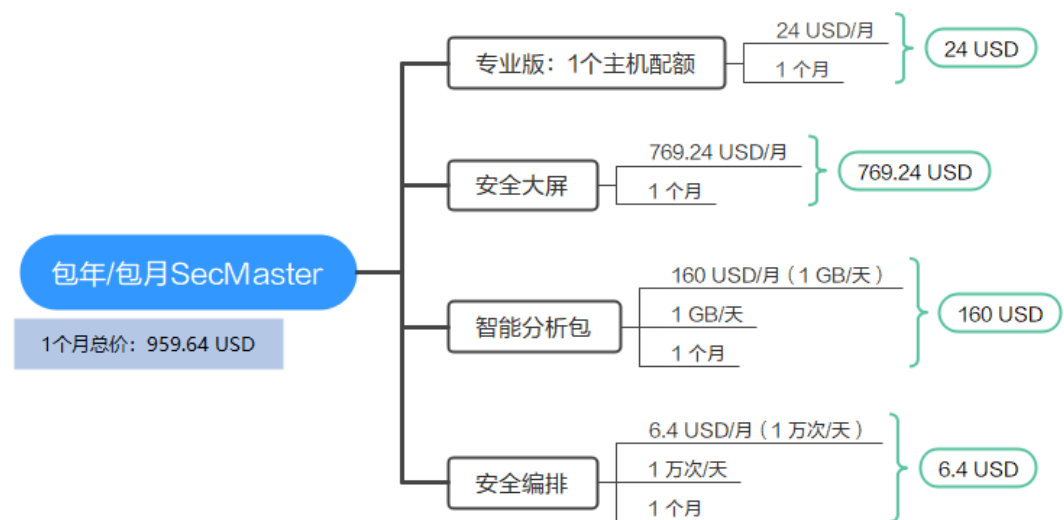 包年/包月SecMaster
1个月总价：959.64 USD
专业版：1个主机配额
24 USD/月
1 个月
24 USD
安全大屏
769.24 USD/月
1 个月
769.24 USD
智能分析包
160 USD/月（1 GB/天）
1 GB/天
1 个月
160 USD
安全编排
6.4 USD/月（1 万次/天）
1 万次/天
1 个月
6.4 USD